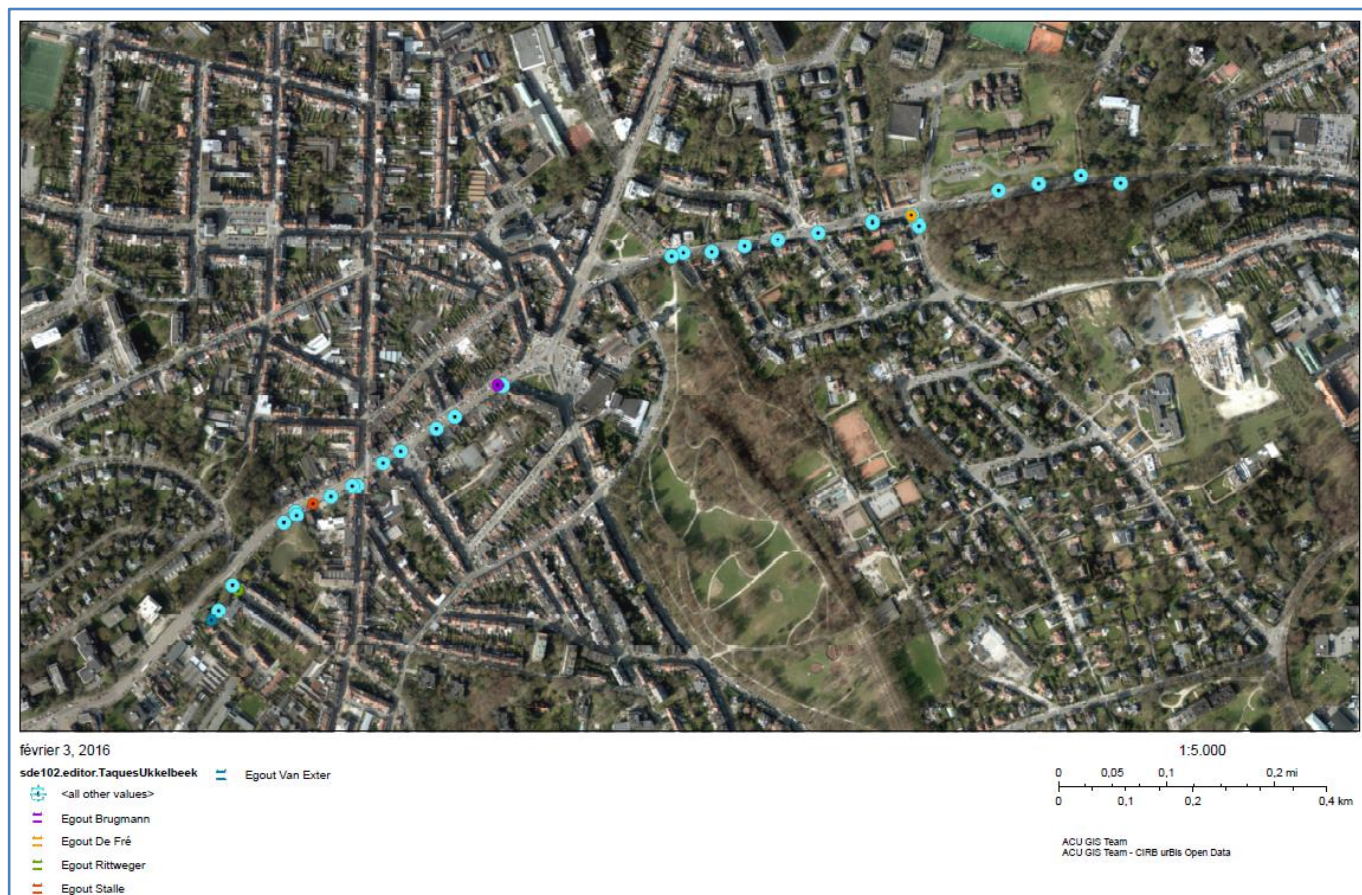 février 3, 2016
1:5.000
sde102.editor.TaquesUkkelbeek
Egout Van Exter
<all other values>
Egout Brugmann
Egout De Fré
Egout Rittweger
Egout Stalle
0 0,05 0,1 0,2 mi
0 0,1 0,2 0,4 km
ACU GIS Team
ACU GIS Team - CIRB urBis Open Data